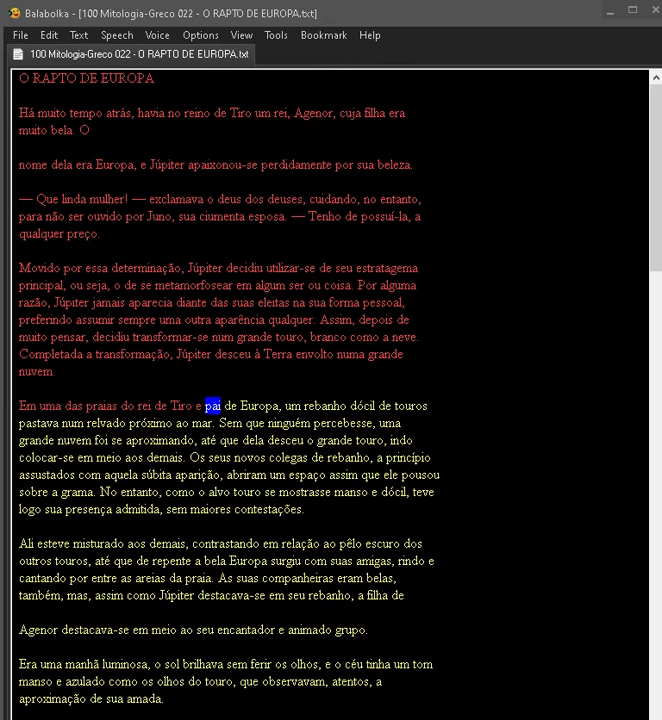 Balabolka - [100 Mitologia-Greco 022 - O RAPTO DE EUROPA.txt]
File Edit Text Speech Voice Options View Tools Bookmark Help
100 Mitologia-Greco 022 - O RAPTO DE EUROPA.txt
O RAPTO DE EUROPA
Há muito tempo atrás, havia no reino de Tiro um rei, Agenor, cuja filha era
muito bela. O
nome dela era Europa, e Júpiter apaixonou-se perdidamente por sua beleza.
— Que linda mulher! — exclamava o deus dos deuses, cuidando, no entanto,
para não ser ouvido por Juno, sua ciumenta esposa. — Tenho de possuí-la, a
qualquer preço.
Movido por essa determinação, Júpiter decidiu utilizar-se de seu estratagema
principal, ou seja, o de se metamorfosear em algum ser ou coisa. Por alguma
razão, Júpiter jamais aparecia diante das suas eleitas na sua forma pessoal,
preferindo assumir sempre uma outra aparência qualquer. Assim, depois de
muito pensar, decidiu transformar-se num grande touro, branco como a neve.
Completada a transformação, Júpiter desceu à Terra envolto numa grande
nuvem.
Em uma das praias do rei de Tiro e pai de Europa, um rebanho dócil de touros
pastava num relvado próximo ao mar. Sem que ninguém percebesse, uma
grande nuvem foi se aproximando, até que dela desceu o grande touro, indo
colocar-se em meio aos demais. Os seus novos colegas de rebanho, a princípio
assustados com aquela súbita aparição, abriram um espaço assim que ele pousou
sobre a grama. No entanto, como o alvo touro se mostrasse manso e dócil, teve
logo sua presença admitida, sem maiores contestações.
Ali esteve misturado aos demais, contrastando em relação ao pêlo escuro dos
outros touros, até que de repente a bela Europa surgiu com suas amigas, rindo e
cantando por entre as areias da praia. As suas companheiras eram belas,
também, mas, assim como Júpiter destacava-se em seu rebanho, a filha de
Agenor destacava-se em meio ao seu encantador e animado grupo.
Era uma manhã luminosa, o sol brilhava sem ferir os olhos, e o céu tinha um tom
manso e azulado como os olhos do touro, que observavam, atentos, a
aproximação de sua amada.